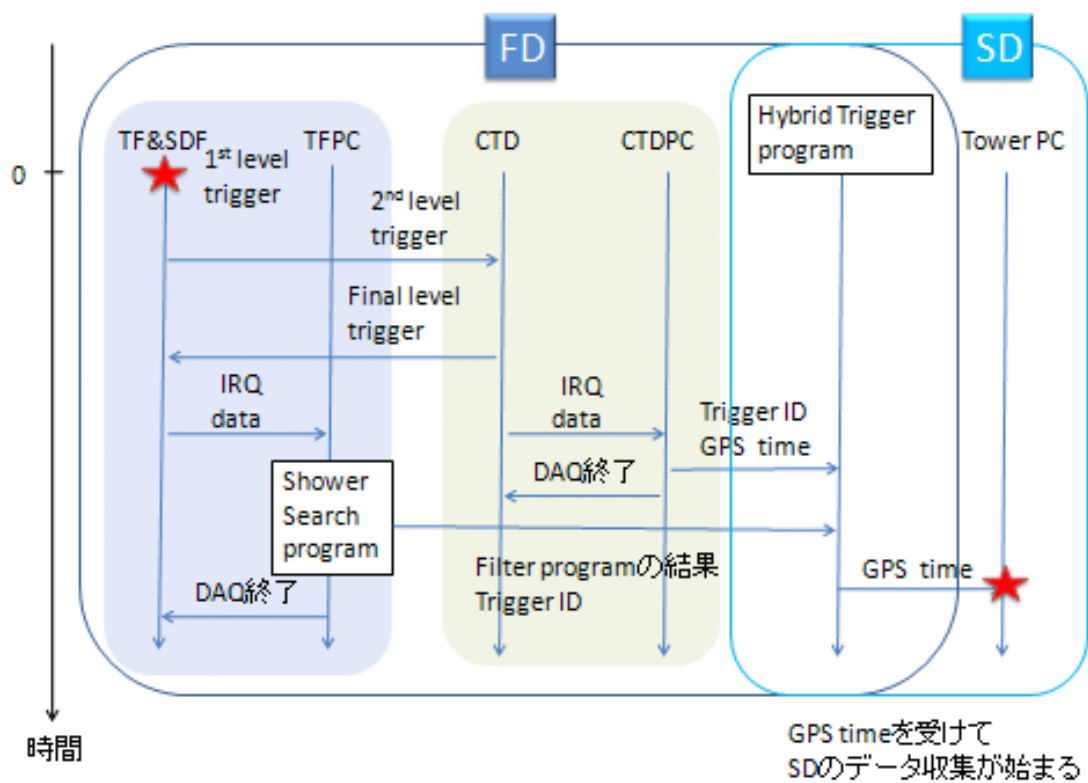 FD
SD
TF&SDF
TFPC
CTD
CTDPC
Hybrid Trigger
program
Tower PC
0
1st level
trigger
2nd level
trigger
Final level
trigger
IRQ
data
IRQ
data
Trigger ID
GPS time
DAQ終了
Shower
Search
program
Filter programの結果
Trigger ID
GPS time
DAQ終了
時間
GPS timeを受けて
SDのデータ収集が始まる